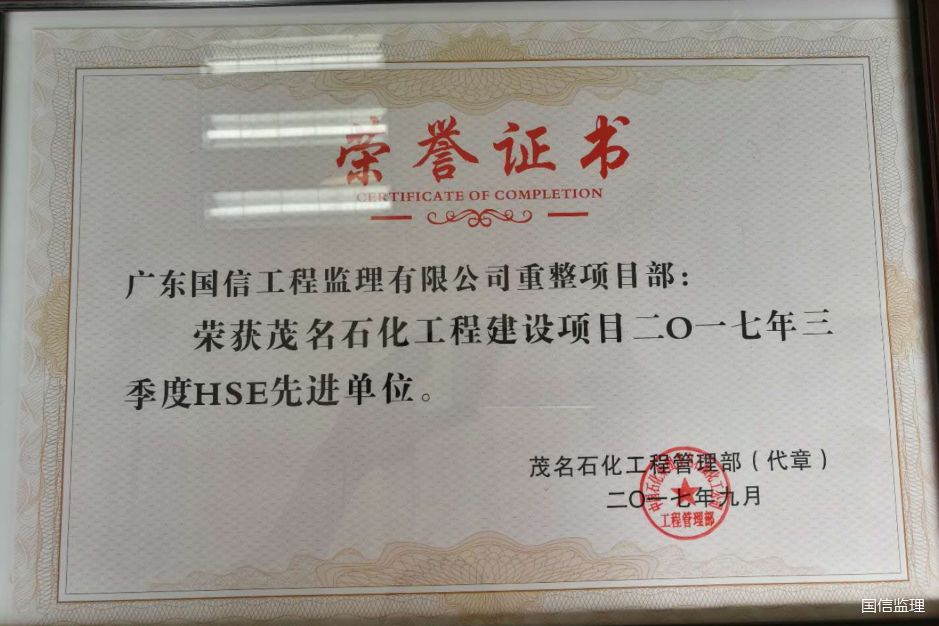 荣誉证书
CERTIFICATE OF COMPLETION
广东国信工程监理有限公司重整项目部：
荣获茂名石化工程建设项目二〇一七年三
季度HSE先进单位。
茂名石化工程管理部（代章）
二〇一七年九月
工程管理部
国信监理